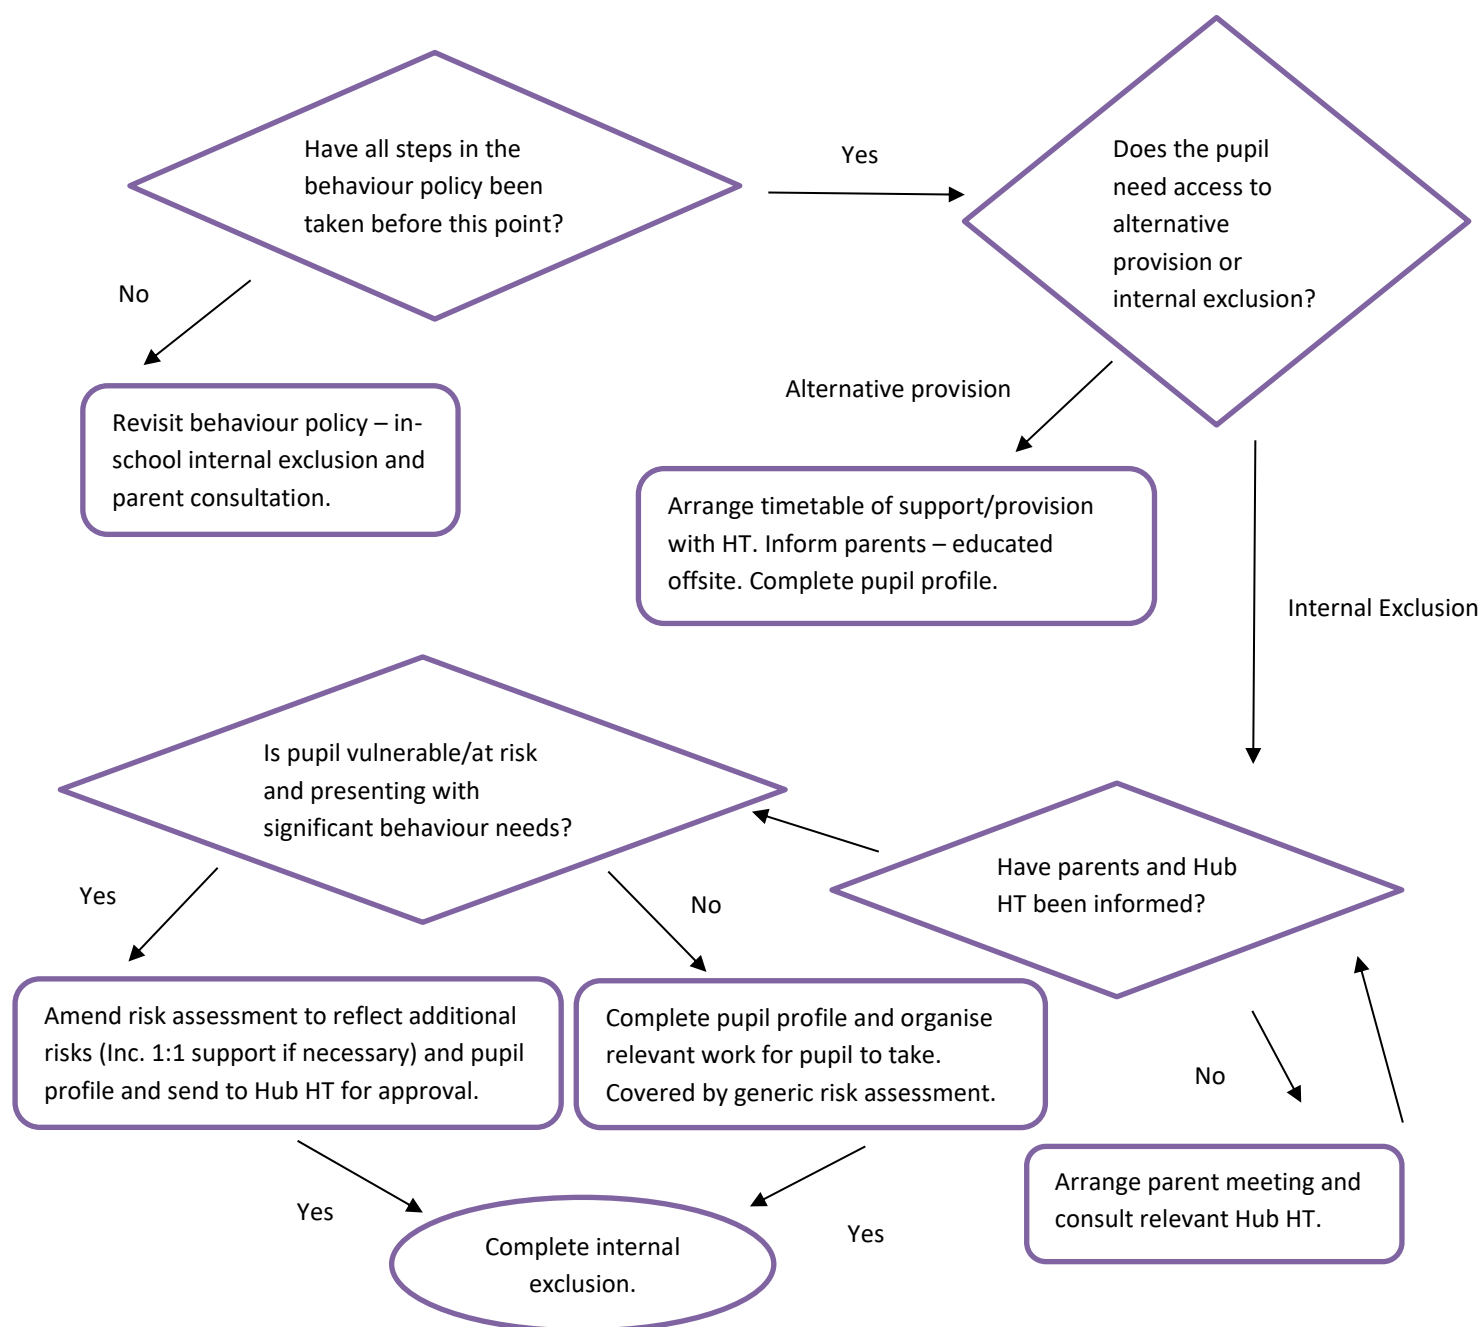 Have all steps in the
behaviour policy been
taken before this point?
Yes
Does the pupil
need access to
alternative
provision or
internal exclusion?
No
Revisit behaviour policy – in-
school internal exclusion and
parent consultation.
Alternative provision
Arrange timetable of support/provision
with HT. Inform parents – educated
offsite. Complete pupil profile.
Internal Exclusion
Is pupil vulnerable/at risk
and presenting with
significant behaviour needs?
Have parents and Hub
HT been informed?
Yes
No
Amend risk assessment to reflect additional
risks (Inc. 1:1 support if necessary) and pupil
profile and send to Hub HT for approval.
Complete pupil profile and organise
relevant work for pupil to take.
Covered by generic risk assessment.
No
Arrange parent meeting and
consult relevant Hub HT.
Yes
Yes
Complete internal
exclusion.